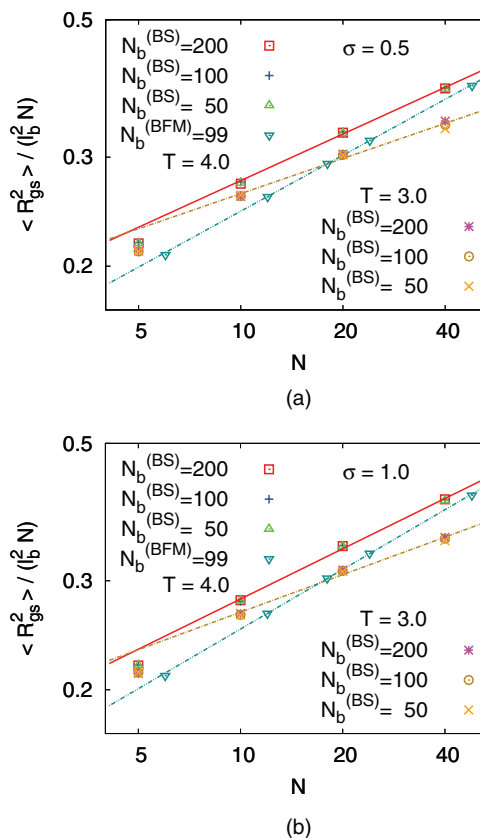 0.5
N_b^(BS)=200
σ = 0.5
N_b^(BS)=100
N_b^(BS)= 50
N_b^(BFM)=99
T = 4.0
0.3
T = 3.0
N_b^(BS)=200
N_b^(BS)=100
N_b^(BS)= 50
0.2
< R_gs^2 > / (l_b^2 N)
5 10 20 40
N
(a)
0.5
N_b^(BS)=200
σ = 1.0
N_b^(BS)=100
N_b^(BS)= 50
N_b^(BFM)=99
T = 4.0
0.3
T = 3.0
N_b^(BS)=200
N_b^(BS)=100
N_b^(BS)= 50
0.2
< R_gs^2 > / (l_b^2 N)
5 10 20 40
N
(b)